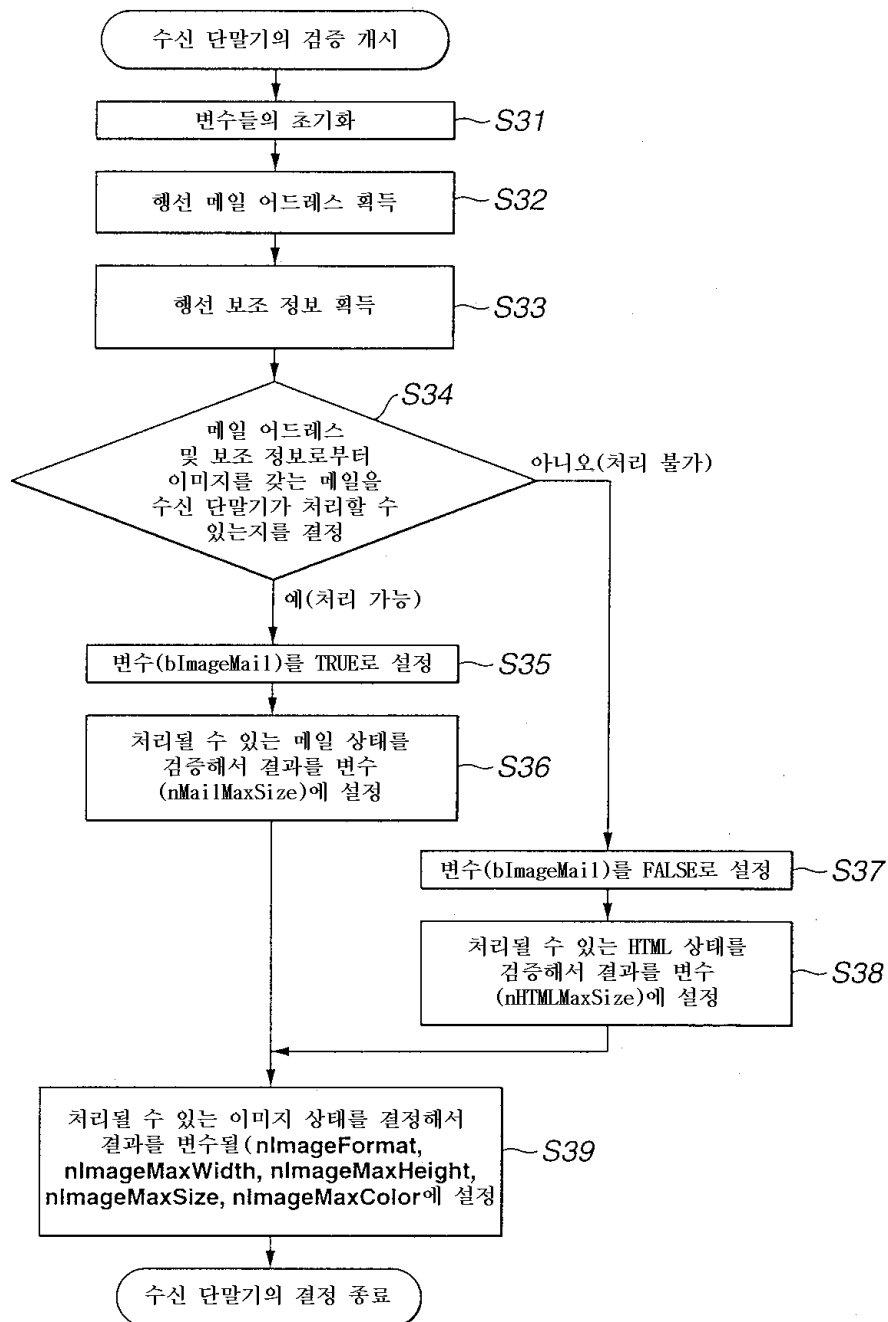 수신 단말기의 검증 개시
변수들의 초기화
S31
행선 메일 어드레스 획득
S32
행선 보조 정보 획득
S33
S34
메일 어드레스
및 보조 정보로부터
이미지를 갖는 메일을
수신 단말기가 처리할 수
있는지를 결정
아니오(처리 불가)
예(처리 가능)
변수(bImageMail)를 TRUE로 설정
S35
처리될 수 있는 메일 상태를
검증해서 결과를 변수
(nMailMaxSize)에 설정
S36
변수(bImageMail)를 FALSE로 설정
S37
처리될 수 있는 HTML 상태를
검증해서 결과를 변수
(nHTMLMaxSize)에 설정
S38
처리될 수 있는 이미지 상태를 결정해서
결과를 변수될(nImageFormat,
nImageMaxWidth, nImageMaxHeight,
nImageMaxSize, nImageMaxColor에 설정
S39
수신 단말기의 결정 종료